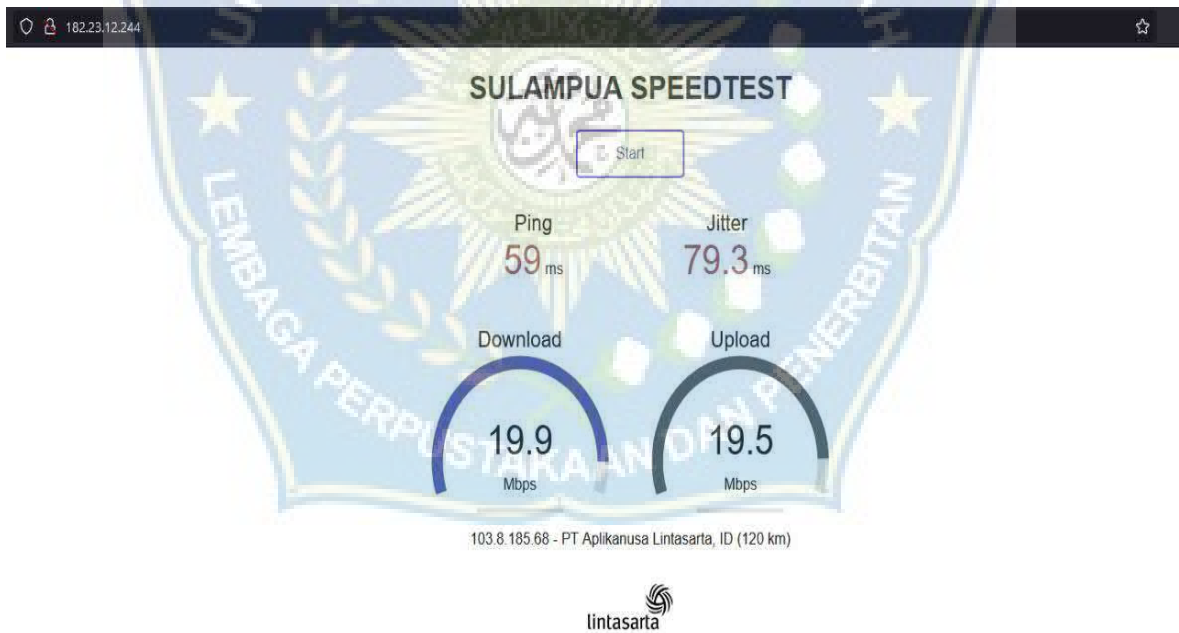 182.23.12.244
SULAMPUA SPEEDTEST
Start
Ping Jitter
59 ms 79.3 ms
Download Upload
19.9 19.5
Mbps Mbps
103.8.185.68 - PT Aplikanusa Lintasarta, ID (120 km)
lintasarta
LEMBAGA PERPUSTAKAAN DAN PENERBITAN